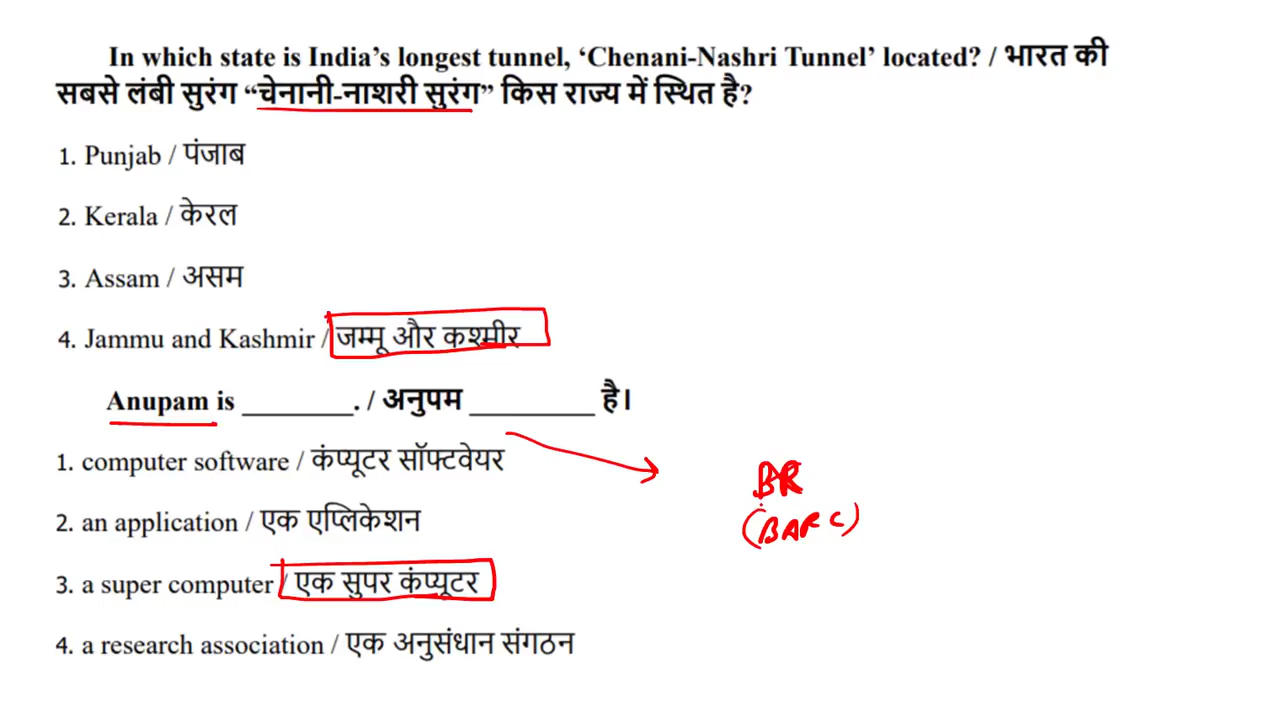 In which state is India’s longest tunnel, ‘Chenani-Nashri Tunnel’ located? / भारत की
सबसे लंबी सुरंग “चेनानी-नाशरी सुरंग” किस राज्य में स्थित है?
1. Punjab / पंजाब
2. Kerala / केरल
3. Assam / असम
4. Jammu and Kashmir / जम्मू और कश्मीर
Anupam is ________. / अनुपम _________ है।
1. computer software / कंप्यूटर सॉफ्टवेयर
2. an application / एक एप्लिकेशन
3. a super computer / एक सुपर कंप्यूटर
4. a research association / एक अनुसंधान संगठन
BR
(BARC)